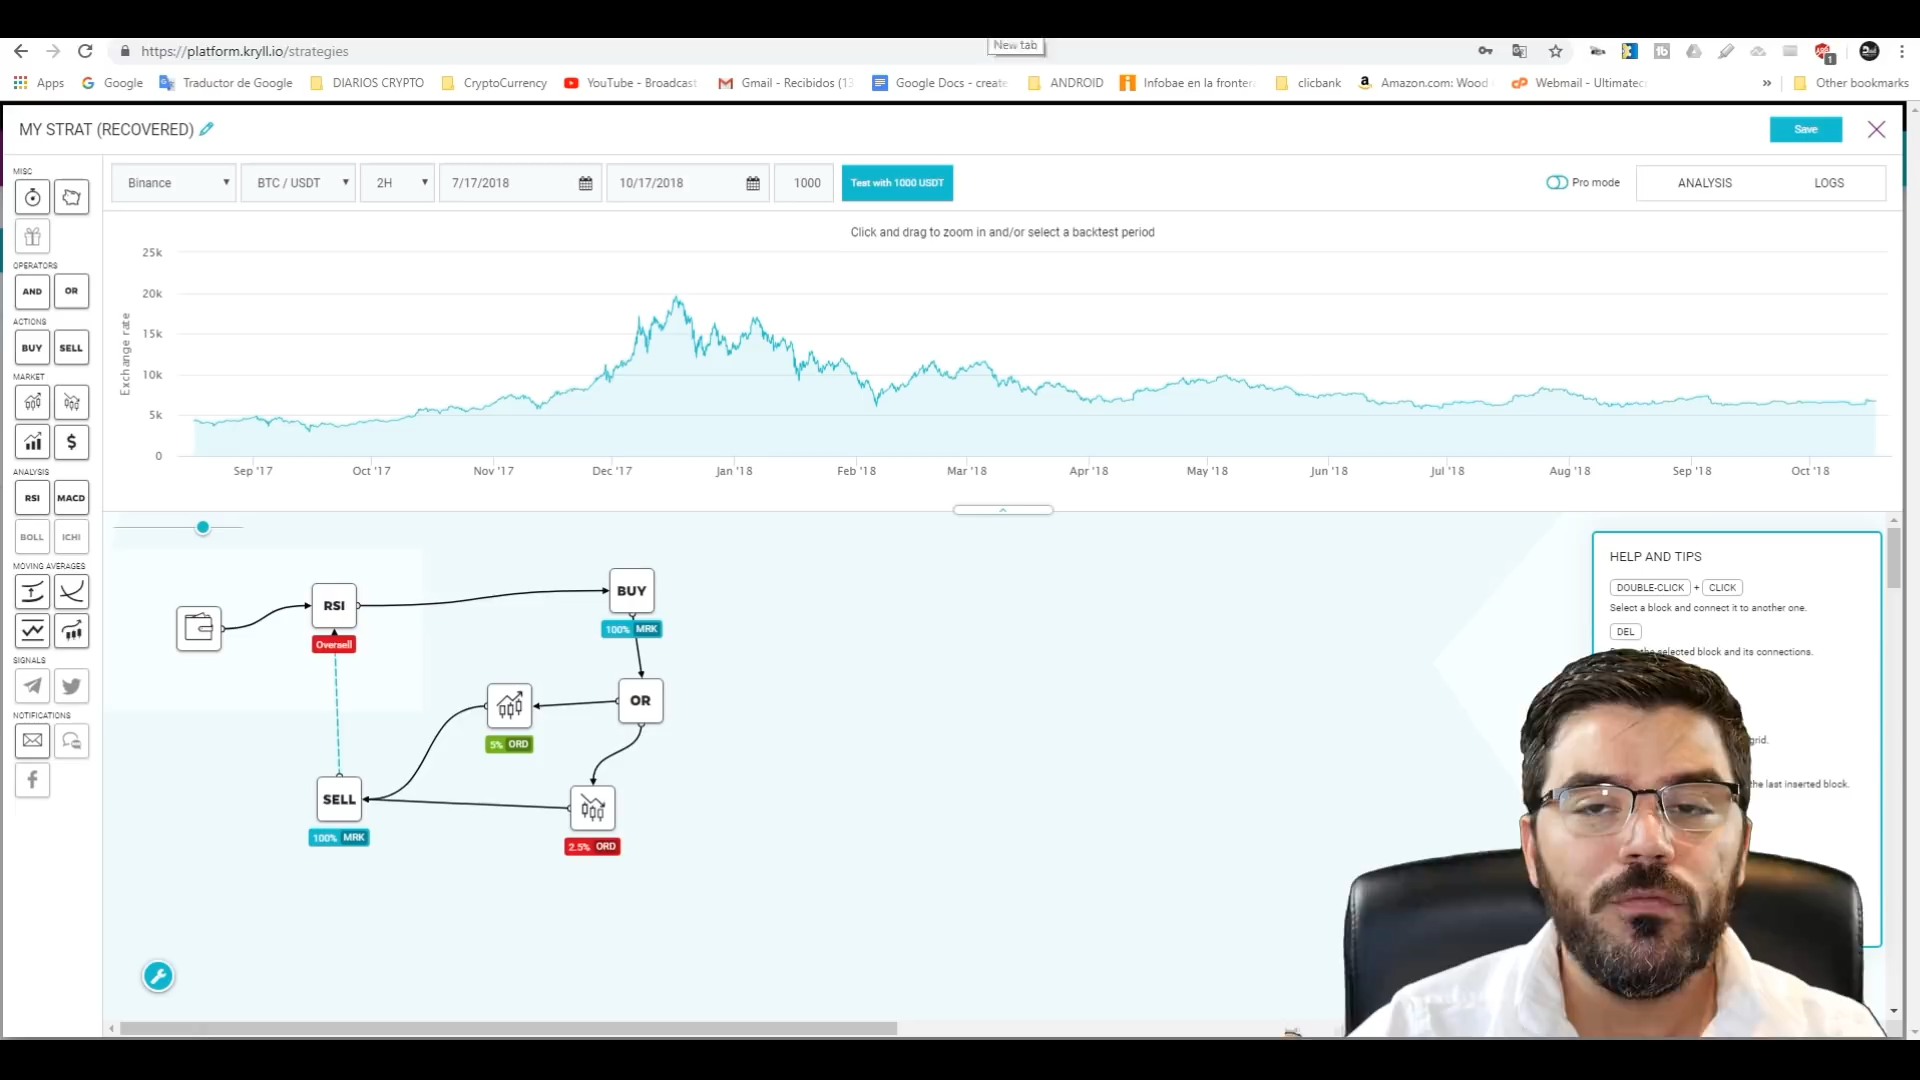 New tab
https://platform.kryll.io/strategies
1
Apps
Google
Traductor de Google
DIARIOS CRYPTO
CryptoCurrency
YouTube - Broadcast
Gmail - Recibidos (13
Google Docs - create
ANDROID
Infobae en la fronter
clicbank
Amazon.com: Wood
Webmail - Ultimatec
»
Other bookmarks
MY STRAT (RECOVERED)
Save
MISC
OPERATORS
AND
OR
ACTIONS
BUY
SELL
MARKET
$
ANALYSIS
RSI
MACD
BOLL
ICHI
MOVING AVERAGES
SIGNALS
NOTIFICATIONS
Binance
BTC / USDT
2H
7/17/2018
10/17/2018
1000
Test with 1000 USDT
Pro mode
ANALYSIS
LOGS
Click and drag to zoom in and/or select a backtest period
Exchange rate
25k
20k
15k
10k
5k
0
Sep '17
Oct '17
Nov '17
Dec '17
Jan '18
Feb '18
Mar '18
Apr '18
May '18
Jun '18
Jul '18
Aug '18
Sep '18
Oct '18
RSI
Oversell
BUY
100% MRK
OR
5% ORD
SELL
100% MRK
2.5% ORD
HELP AND TIPS
DOUBLE-CLICK + CLICK
Select a block and connect it to another one.
DEL
selected block and its connections.
grid.
the last inserted block.